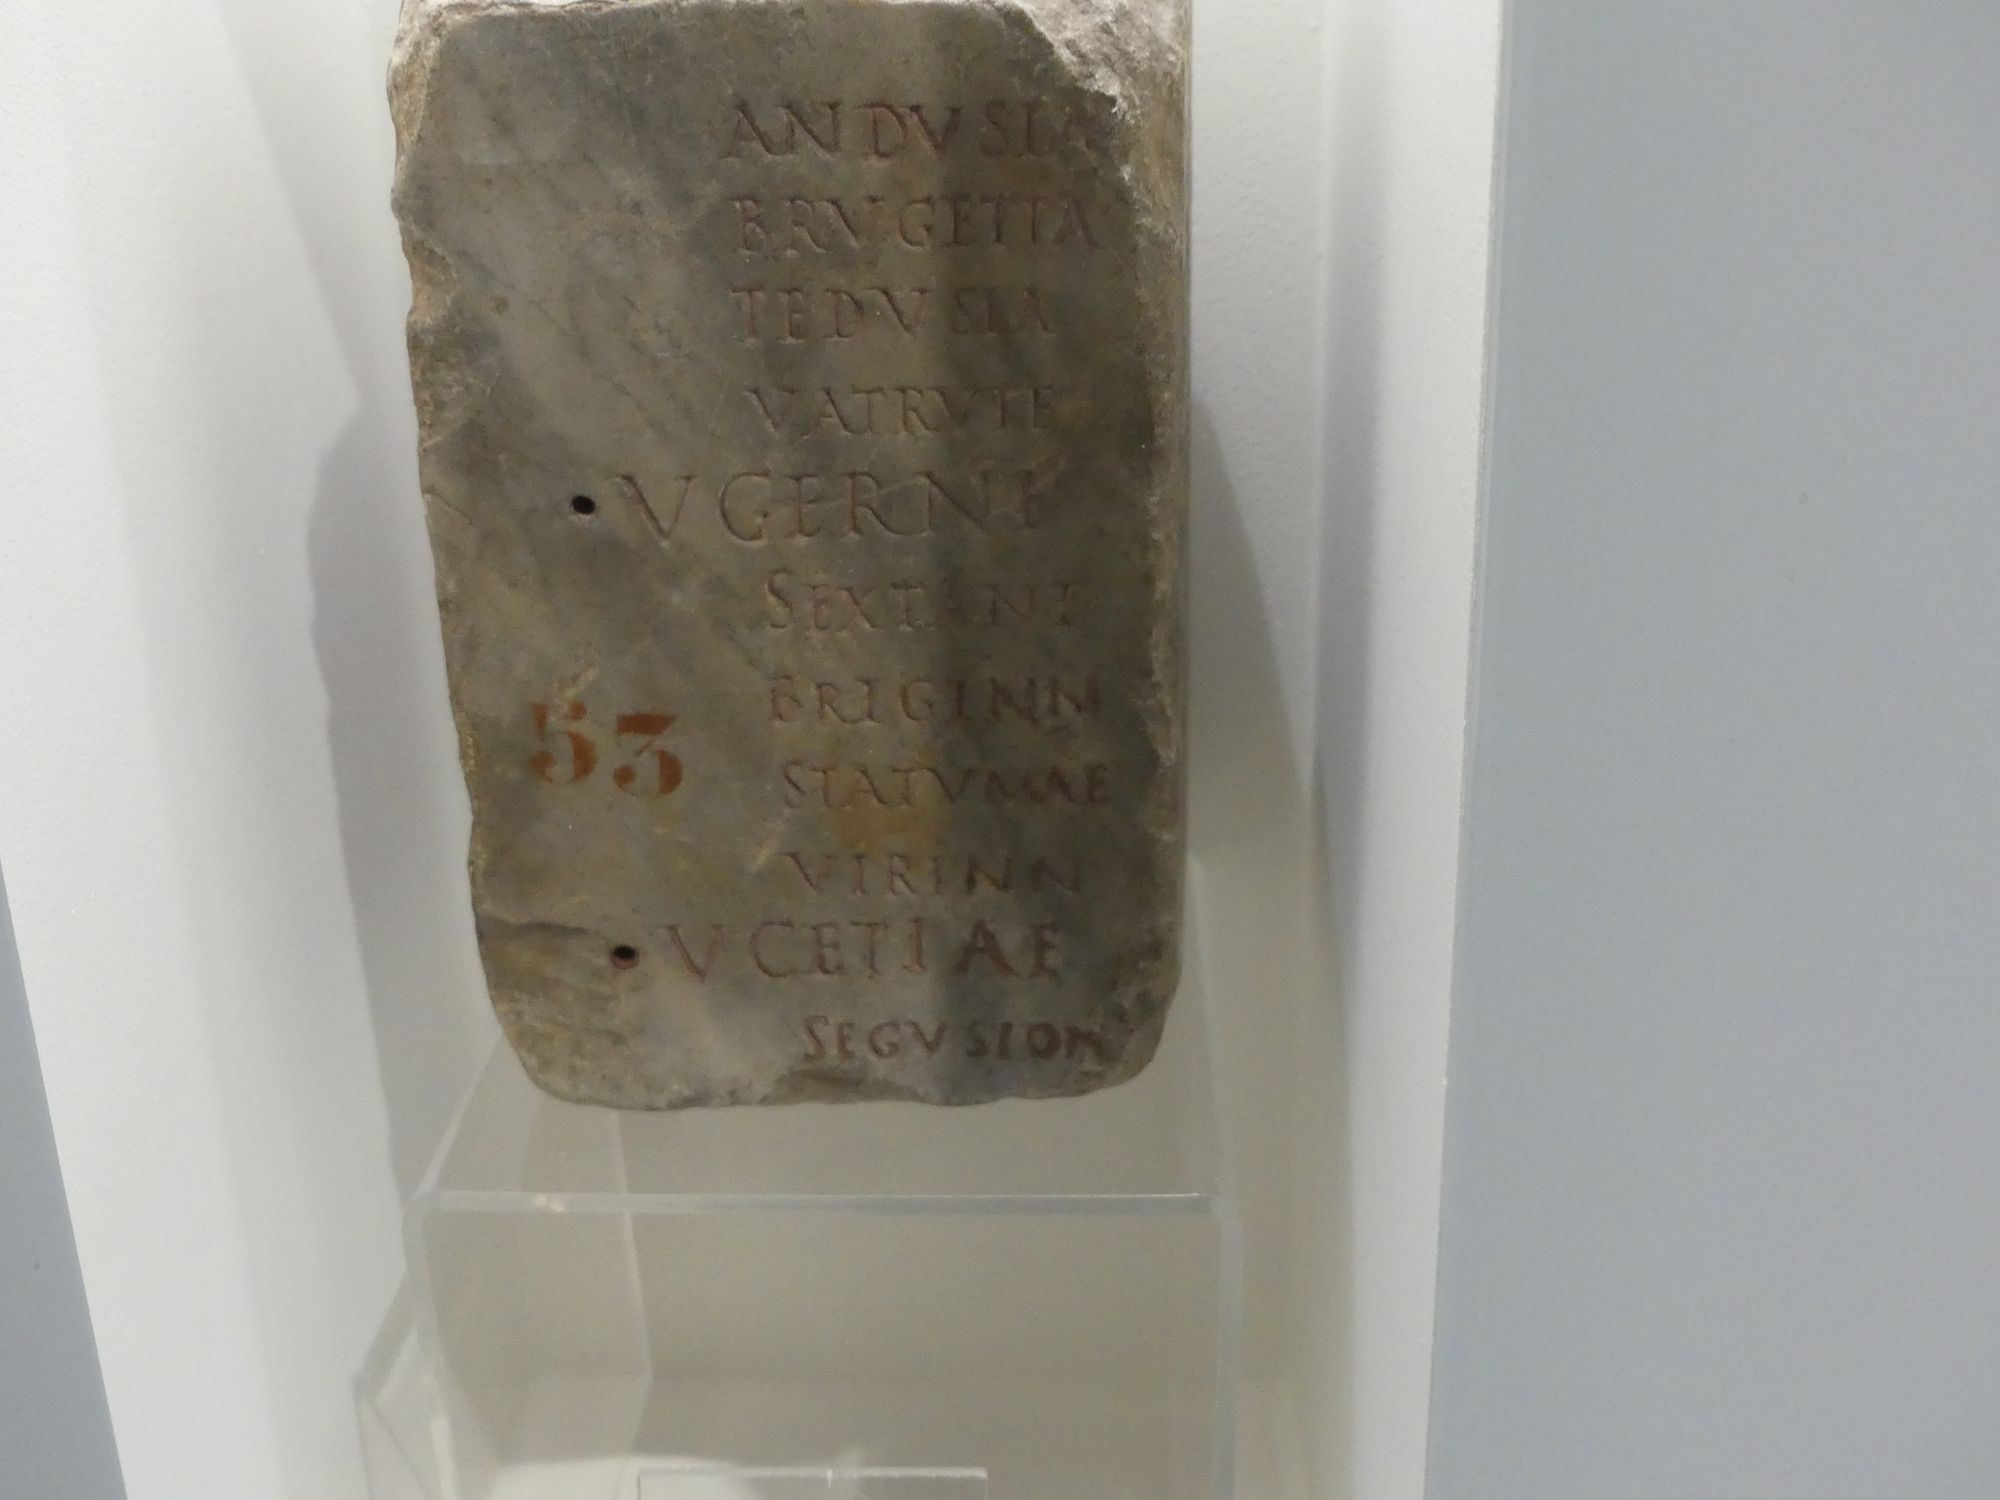 ANDVSIA
BRVGETIA
TEDVSIA
VATRVTE
VGERNI
SEXTANT
BRIGINN
STATVMAE
53
VIRINN
VCETIAE
SEGVSION